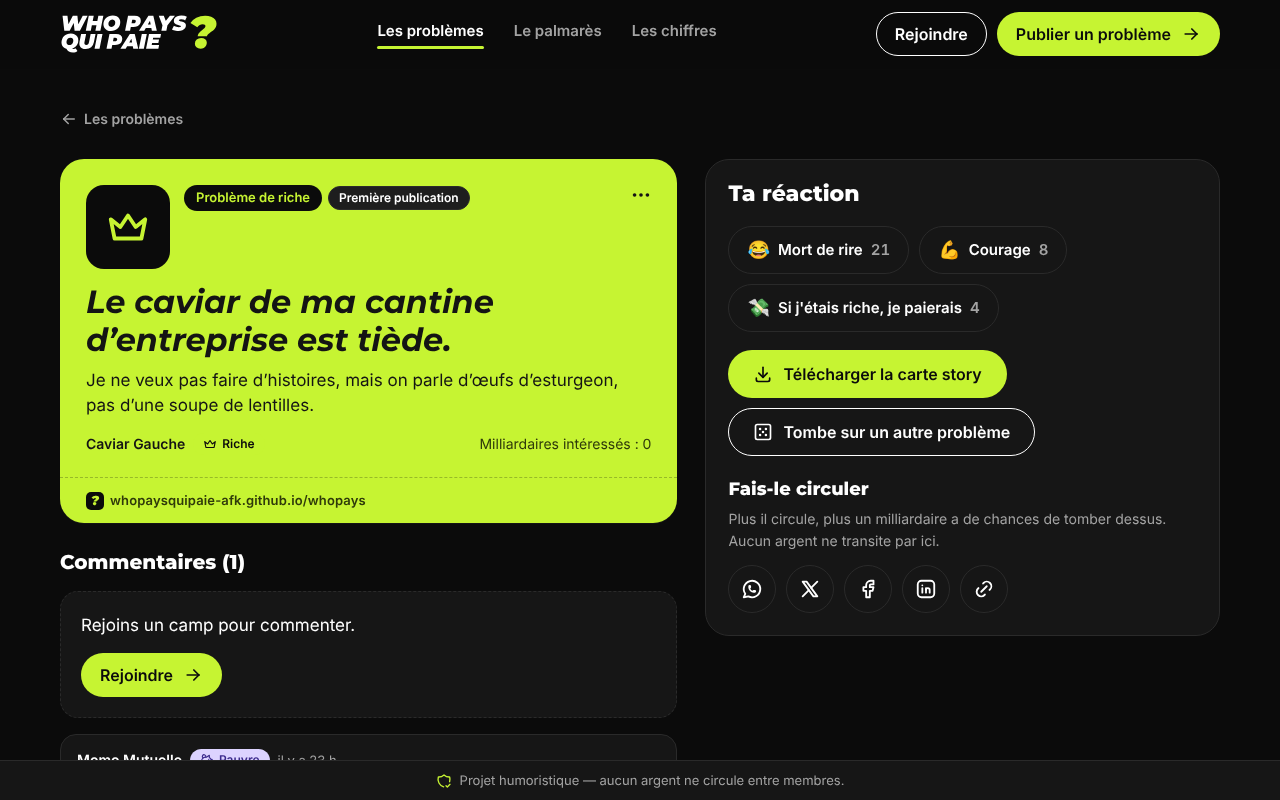 WHO PAYS
QUI PAIE ?
Les problèmes
Le palmarès
Les chiffres
Rejoindre
Publier un problème
Les problèmes
Problème de riche
Première publication
Le caviar de ma cantine
d’entreprise est tiède.
Je ne veux pas faire d’histoires, mais on parle d’œufs d’esturgeon,
pas d’une soupe de lentilles.
Caviar Gauche
Riche
Milliardaires intéressés : 0
? whopaysquipaie-afk.github.io/whopays
Commentaires (1)
Rejoins un camp pour commenter.
Rejoindre
Momo Mutuelle
Pauvre
il y a 23 h
Ta réaction
Mort de rire 21
Courage 8
Si j'étais riche, je paierais 4
Télécharger la carte story
Tombe sur un autre problème
Fais-le circuler
Plus il circule, plus un milliardaire a de chances de tomber dessus.
Aucun argent ne transite par ici.
Projet humoristique — aucun argent ne circule entre membres.